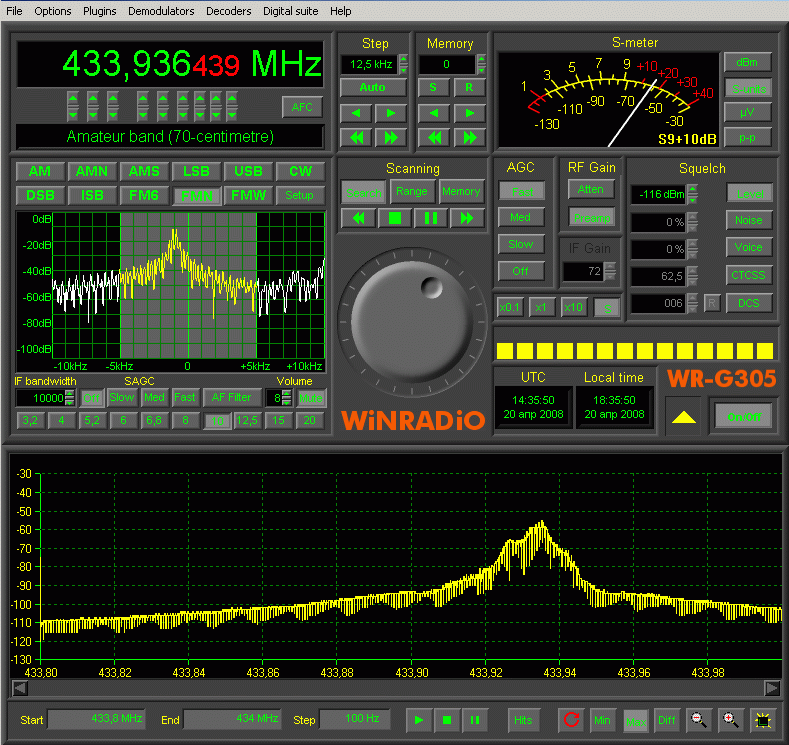 File Options Plugins Demodulators Decoders Digital suite Help
433,936439 MHz
AFC
Amateur band (70-centimetre)
Step
12,5 kHz
Auto
Memory
0
S R
S-meter
1 3 5 7 9 +10 +20 +30 +40
-130 -110 -90 -70 -50 -30
S9+10dB
dBm
µV
p-p
AM AMN AMS LSB USB CW
DSB ISB FM6 FMN FMW Setup
0dB
-20dB
-40dB
-60dB
-80dB
-100dB
-10kHz -5kHz 0 +5kHz +10kHz
Scanning
Search Range Memory
AGC
Fast
Med
Slow
Off
RF Gain
Atten
Preamp
IF Gain
72
x0.1 x1 x10
Squelch
-116 dBm Level
0 % Noise
0 % Voice
62,5 CTCSS
006 R DCS
IF bandwidth SAGC Volume
10000 Slow Med Fast AF Filter 8 Mute
3,2 4 5,2 6 6,8 8 10 12,5 15 20
WiNRADiO
UTC
14:35:50
20 апр 2008
Local time
18:35:50
20 апр 2008
WR-G305
On/Off
-30
-40
-50
-60
-70
-80
-90
-100
-110
-120
-130
433,80 433,82 433,84 433,86 433,88 433,90 433,92 433,94 433,96 433,98
Start 433,8 MHz End 434 MHz Step 100 Hz Hits Min Diff